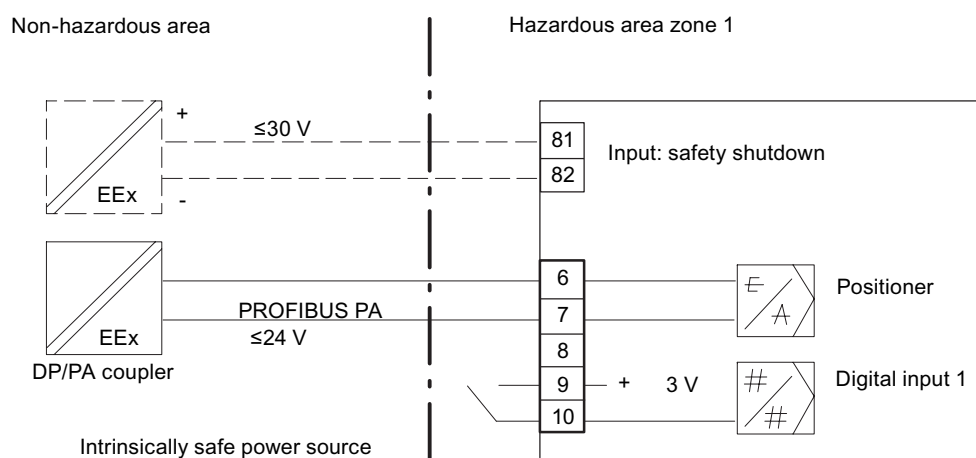 Non-hazardous area
Hazardous area zone 1
+
≤30 V
EEx
-
81
82
Input: safety shutdown
PROFIBUS PA
≤24 V
EEx
DP/PA coupler
6
7
8
9
10
E
A
Positioner
+ 3 V
#
#
Digital input 1
Intrinsically safe power source